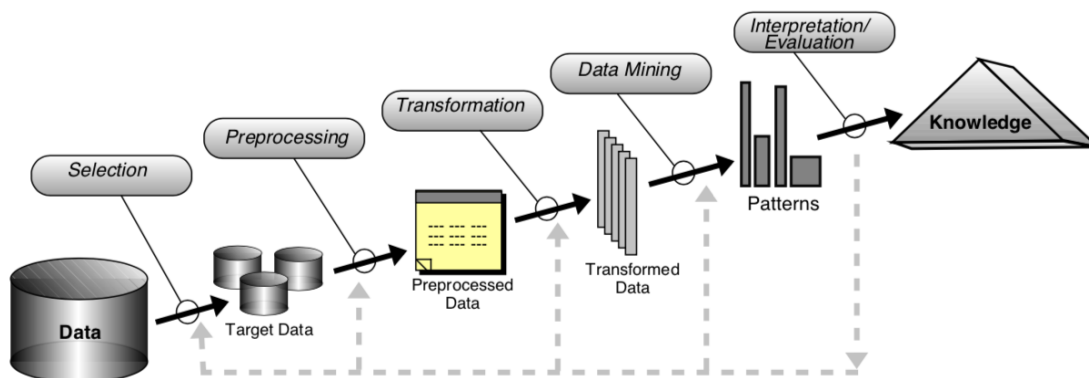 Interpretation/
Evaluation
Data Mining
Transformation
Preprocessing
Selection
Data
Target Data
Preprocessed
Data
Transformed
Data
Patterns
Knowledge